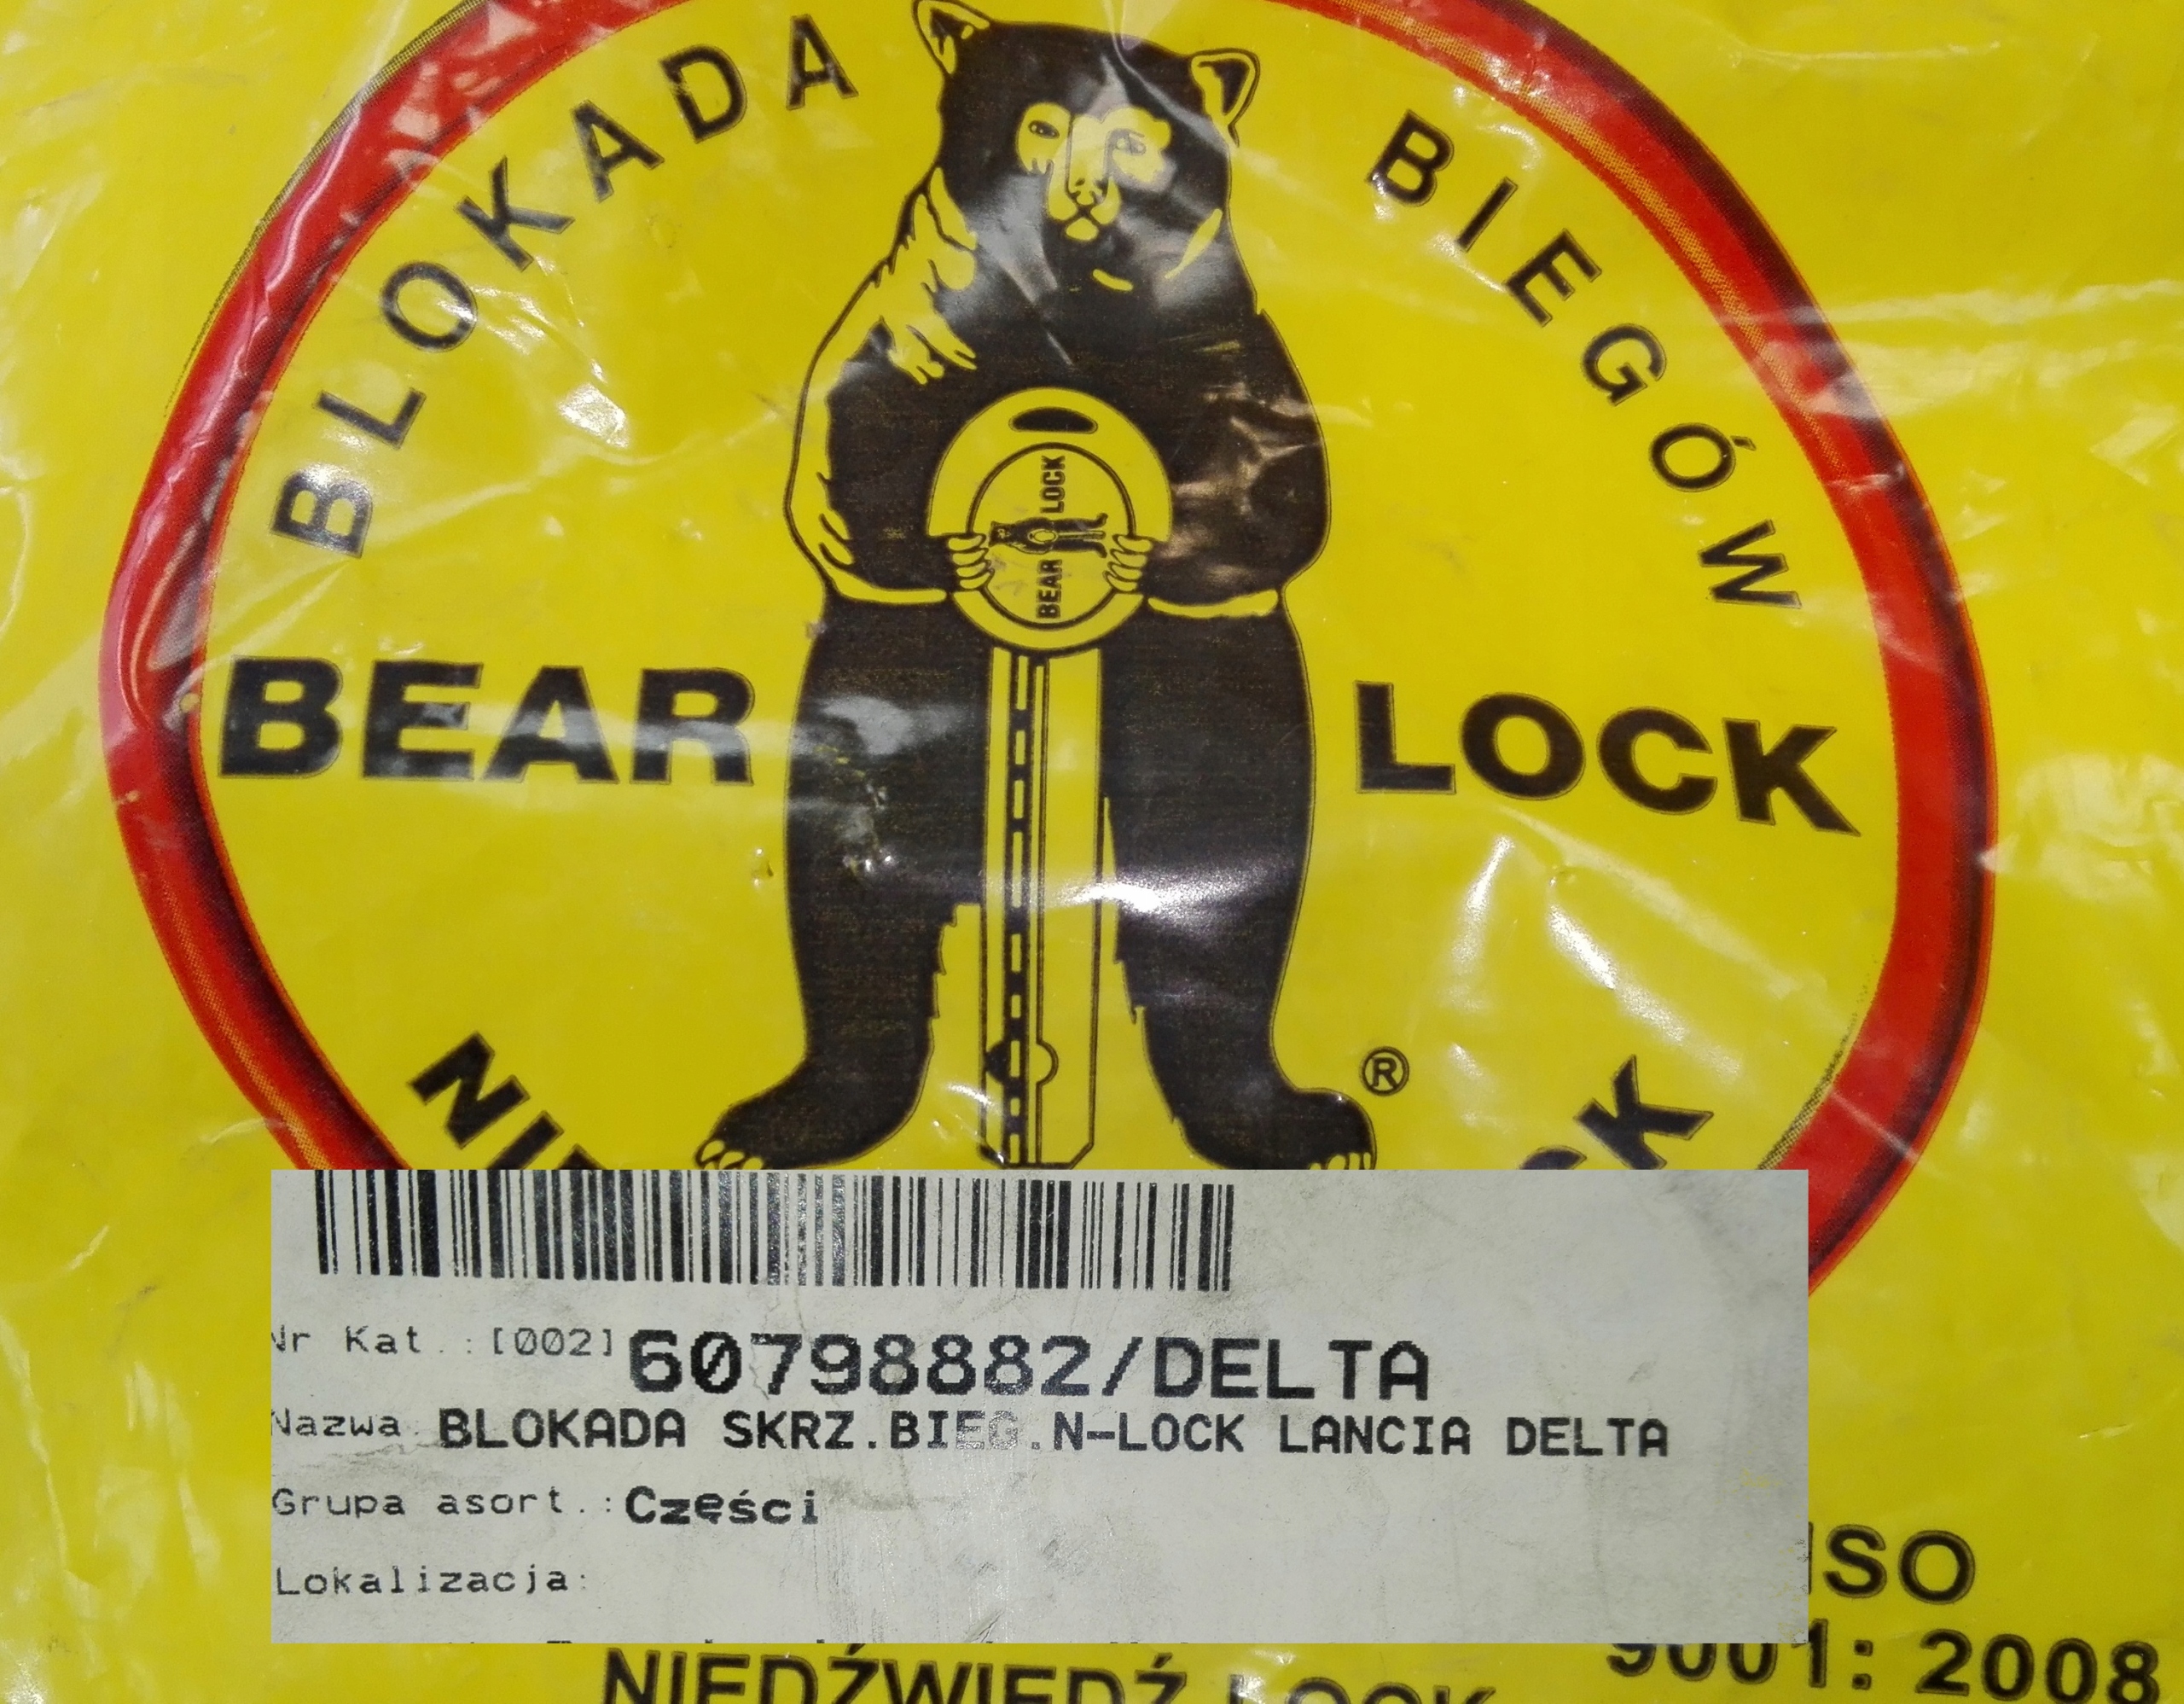 BLOKADA BIEGÓW
BEAR LOCK
BEAR LOCK
®
Nr Kat.:[002] 60798882/DELTA
Nazwa: BLOKADA SKRZ.BIEG.N-LOCK LANCIA DELTA
Grupa asort.: Części
Lokalizacja:
ISO
9001: 2008
NIEDŹWIEDŹ LOCK